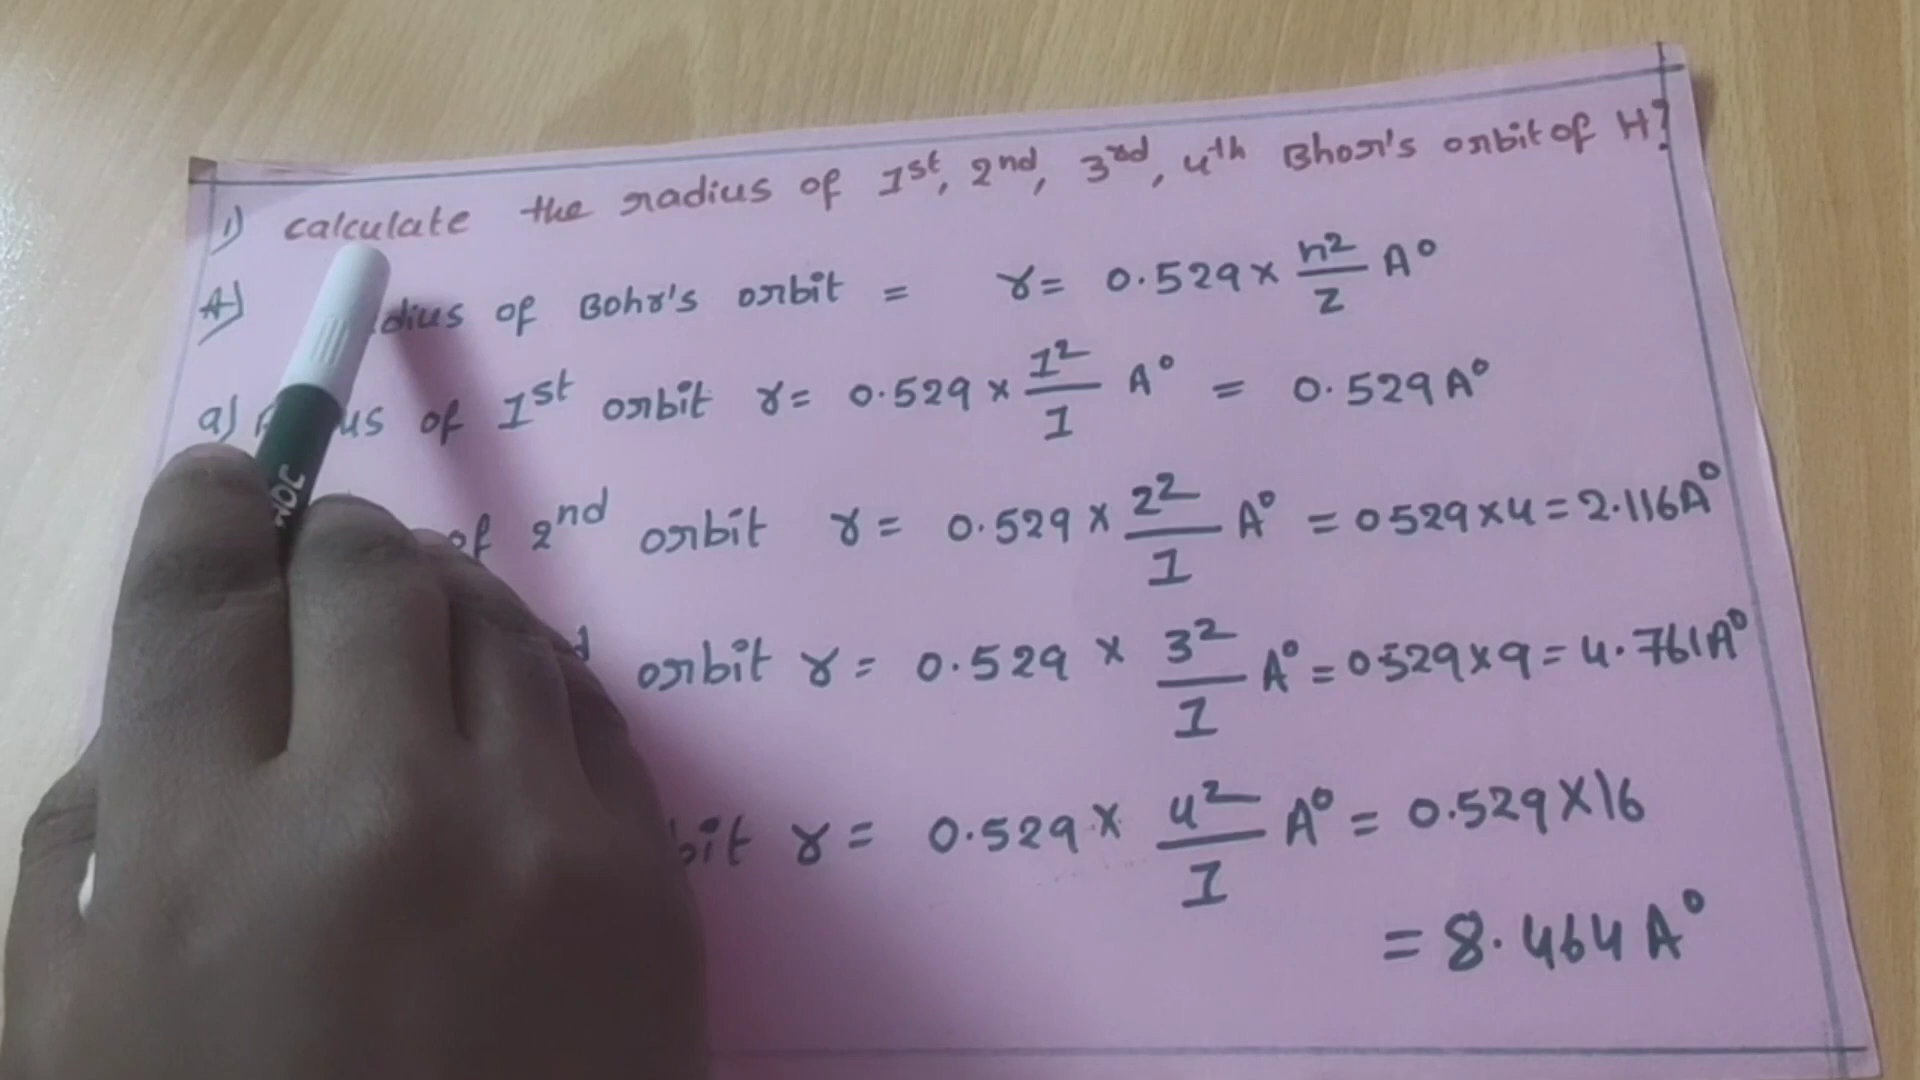 1) calculate the radius of 1st, 2nd, 3rd, 4th Bhor's orbit of H?
A) dius of Bohr's orbit = r = 0.529 x n²/Z A°
a) us of 1st orbit r = 0.529 x 1²/1 A° = 0.529 A°
of 2nd orbit r = 0.529 x 2²/1 A° = 0 529 x 4 = 2.116 A°
orbit r = 0.529 x 3²/1 A° = 0.529 x 9 = 4.761 A°
bit r = 0.529 x 4²/1 A° = 0.529 x 16
= 8.464 A°